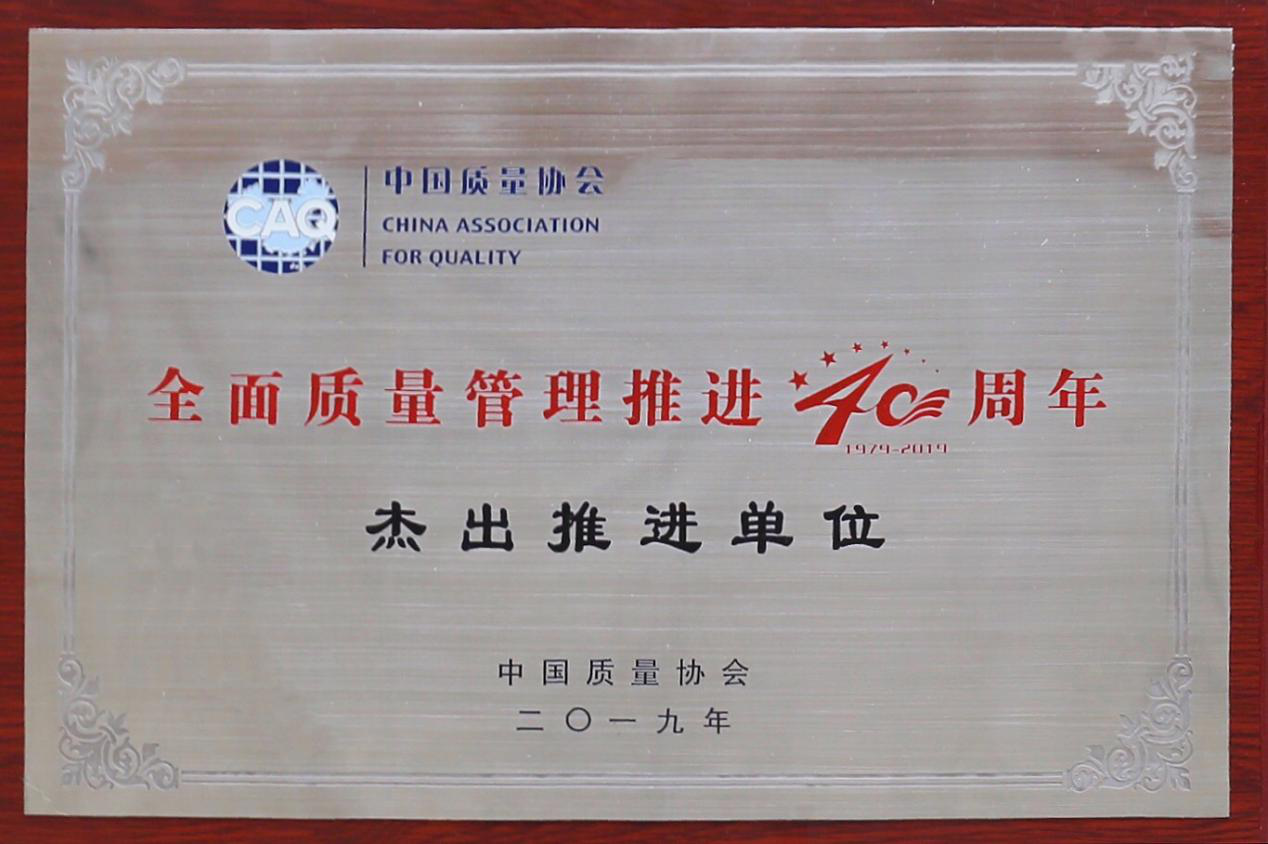 CAQ
中国质量协会
CHINA ASSOCIATION
FOR QUALITY
全面质量管理推进40周年
1979-2019
杰出推进单位
中国质量协会
二〇一九年